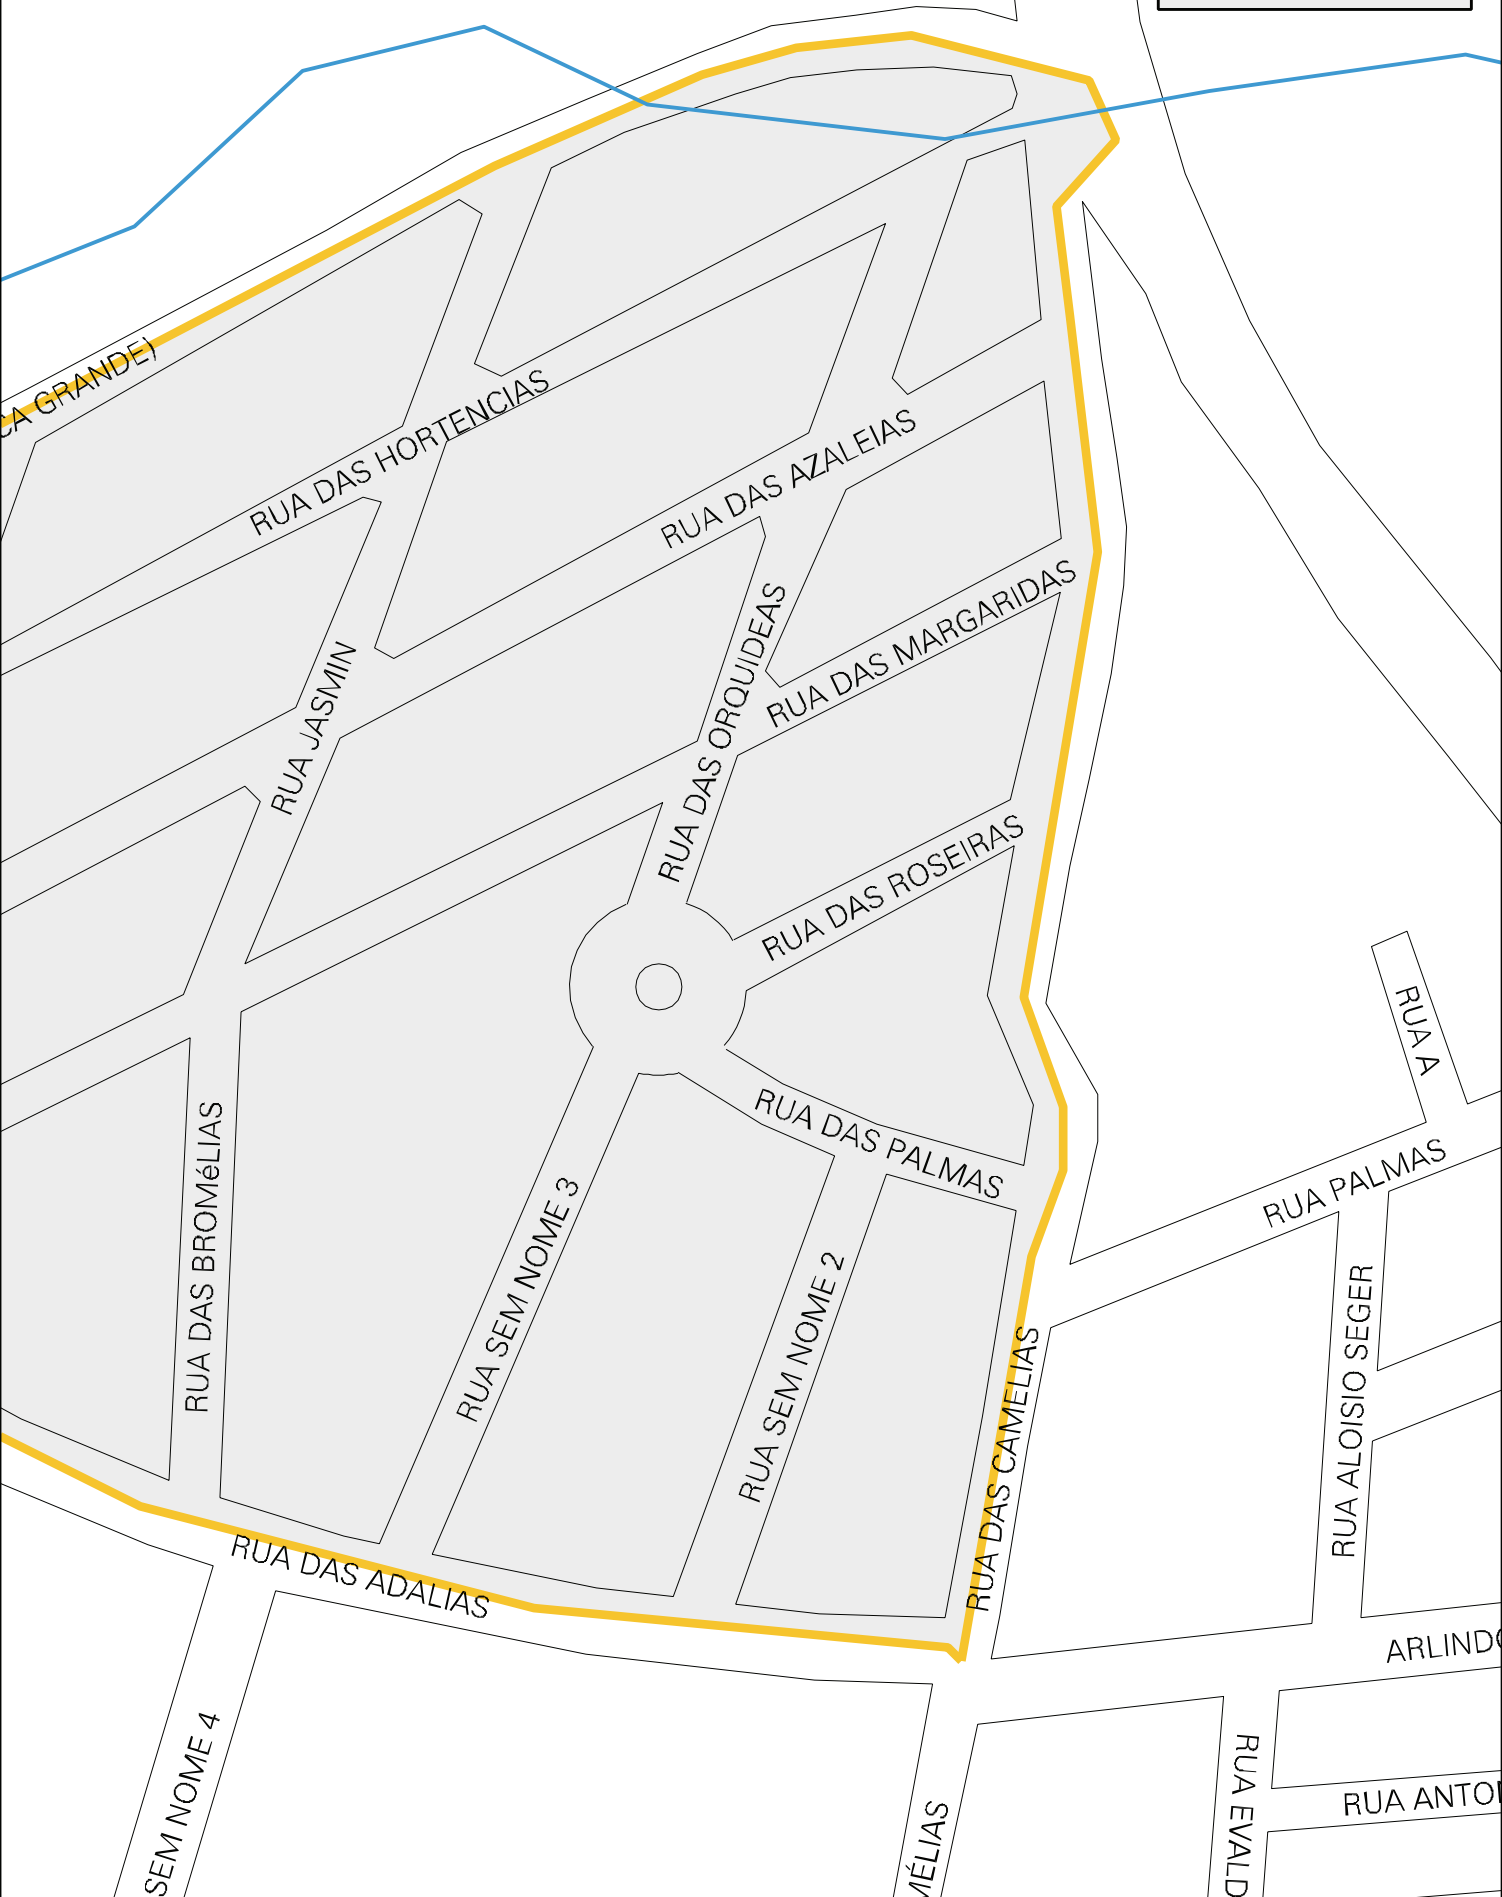 CA GRANDE)
RUA DAS HORTENCIAS
RUA DAS AZALEIAS
RUA DAS MARGARIDAS
RUA JASMIN
RUA DAS ORQUIDEAS
RUA DAS ROSEIRAS
RUA A
RUA DAS PALMAS
RUA PALMAS
RUA DAS BROMéLIAS
RUA SEM NOME 3
RUA SEM NOME 2
RUA DAS CAMELIAS
RUA ALOISIO SEGER
RUA DAS ADALIAS
ARLINDO
SEM NOME 4
RUA EVALD
RUA ANTO
MÉLIAS